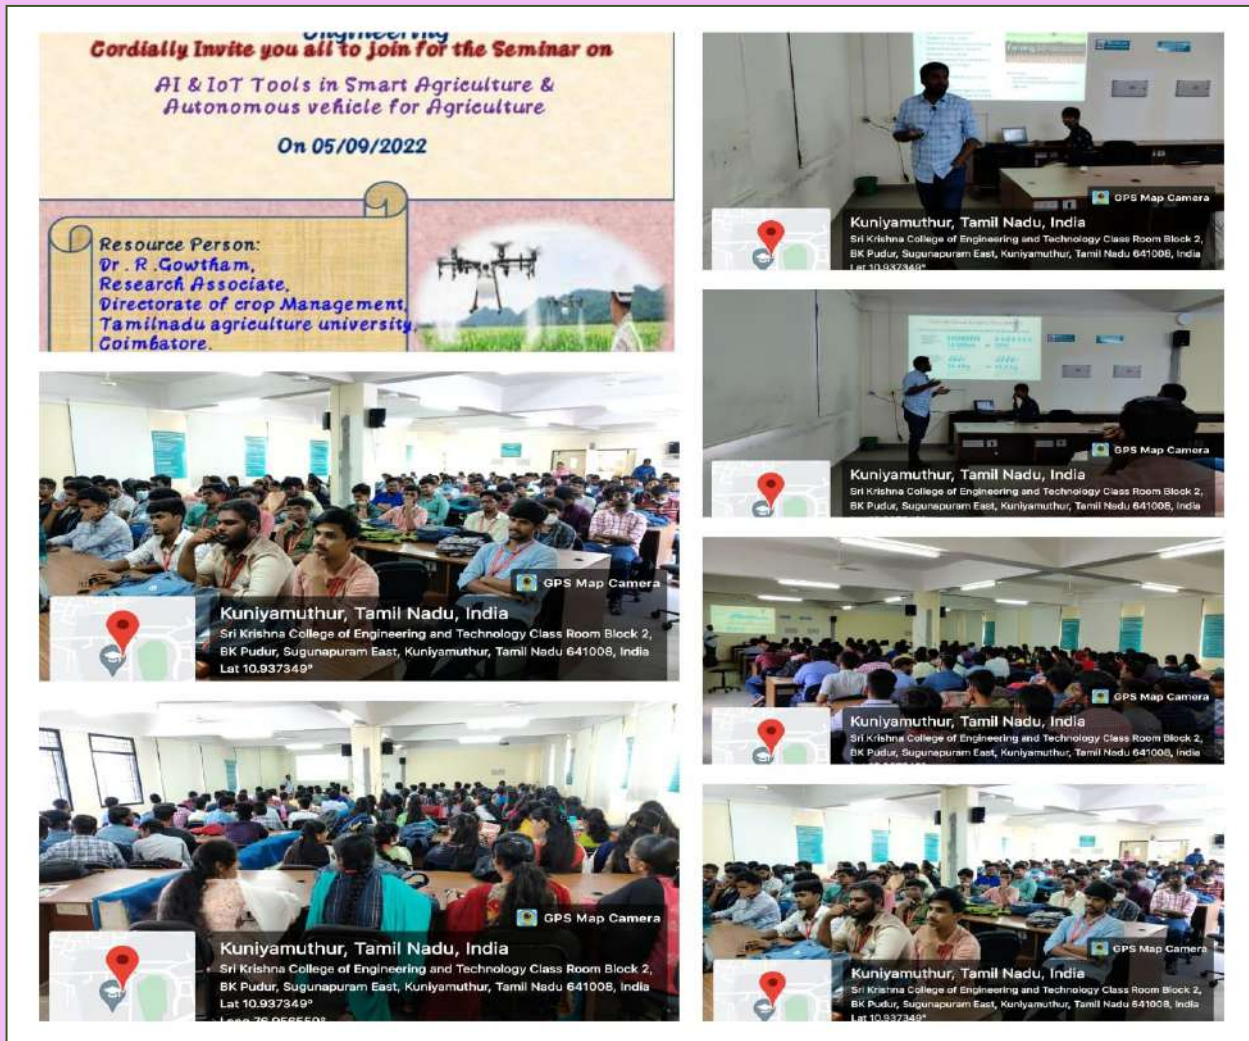 Engineering
Cordially Invite you all to join for the Seminar on
AI & IoT Tools in Smart Agriculture &
Autonomous vehicle for Agriculture
On 05/09/2022
Resource Person:
Dr . R .Gowtham,
Research Associate,
Directorate of crop Management,
Tamilnadu agriculture university,
Coimbatore.
GPS Map Camera
Kuniyamuthur, Tamil Nadu, India
Sri Krishna College of Engineering and Technology Class Room Block 2,
BK Pudur, Sugunapuram East, Kuniyamuthur, Tamil Nadu 641008, India
Lat 10.937349°
GPS Map Camera
Kuniyamuthur, Tamil Nadu, India
Sri Krishna College of Engineering and Technology Class Room Block 2,
BK Pudur, Sugunapuram East, Kuniyamuthur, Tamil Nadu 641008, India
Lat 10.937349°
Long 76.956559°
GPS Map Camera
Kuniyamuthur, Tamil Nadu, India
Sri Krishna College of Engineering and Technology Class Room Block 2,
BK Pudur, Sugunapuram East, Kuniyamuthur, Tamil Nadu 641008, India
Lat 10.937349°
GPS Map Camera
Kuniyamuthur, Tamil Nadu, India
Sri Krishna College of Engineering and Technology Class Room Block 2,
BK Pudur, Sugunapuram East, Kuniyamuthur, Tamil Nadu 641008, India
GPS Map Camera
Kuniyamuthur, Tamil Nadu, India
Sri Krishna College of Engineering and Technology Class Room Block 2,
BK Pudur, Sugunapuram East, Kuniyamuthur, Tamil Nadu 641008, India
GPS Map Camera
Kuniyamuthur, Tamil Nadu, India
Sri Krishna College of Engineering and Technology Class Room Block 2,
BK Pudur, Sugunapuram East, Kuniyamuthur, Tamil Nadu 641008, India
Lat 10.937349°